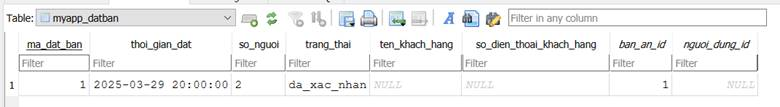 Table: myapp_datban Filter in any column
ma_dat_ban thoi_gian_dat so_nguoi trang_thai ten_khach_hang so_dien_thoai_khach_hang ban_an_id nguoi_dung_id
Filter Filter Filter Filter Filter Filter Filter Filter
1 1 2025-03-29 20:00:00 2 da_xac_nhan NULL NULL 1 NULL